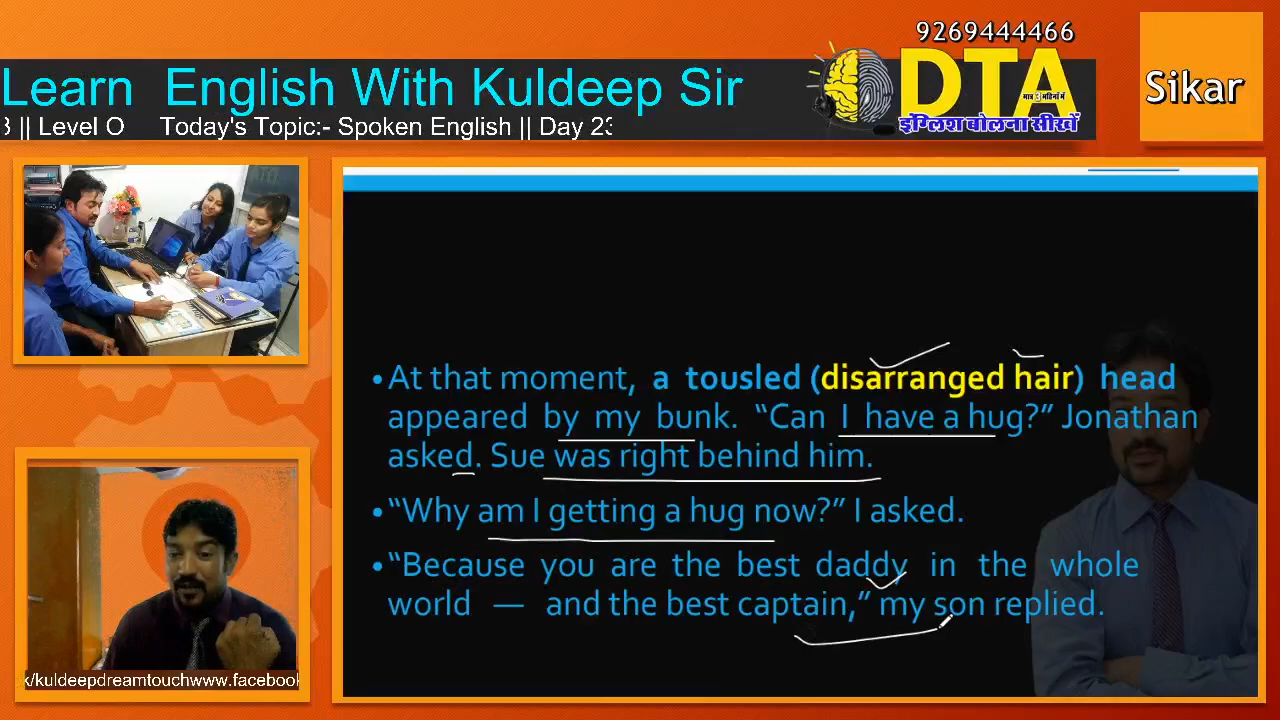 9269444466
Learn English With Kuldeep Sir
DTA
मात्र 3 महिनों में
इंग्लिश बोलना सीखें
Sikar
3 || Level O Today's Topic:- Spoken English || Day 23
•At that moment, a tousled (disarranged hair) head
appeared by my bunk. “Can I have a hug?” Jonathan
asked. Sue was right behind him.
•“Why am I getting a hug now?” I asked.
•“Because you are the best daddy in the whole
world — and the best captain,” my son replied.
k/kuldeepdreamtouchwww.facebook